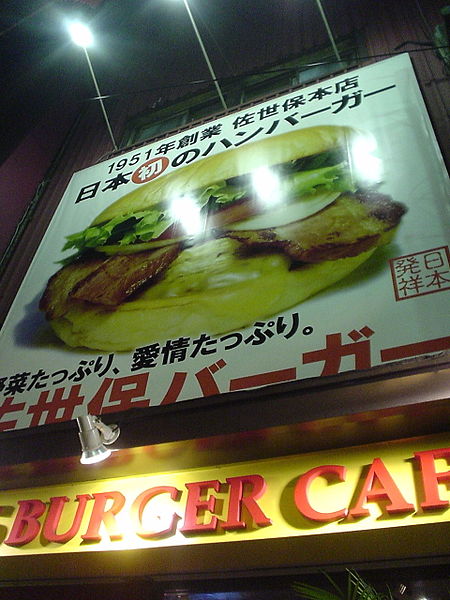 1951年創業 佐世保本店
日本初のハンバーガー
日本
発祥
野菜たっぷり、愛情たっぷり。
佐世保バーガー
BURGER CAF